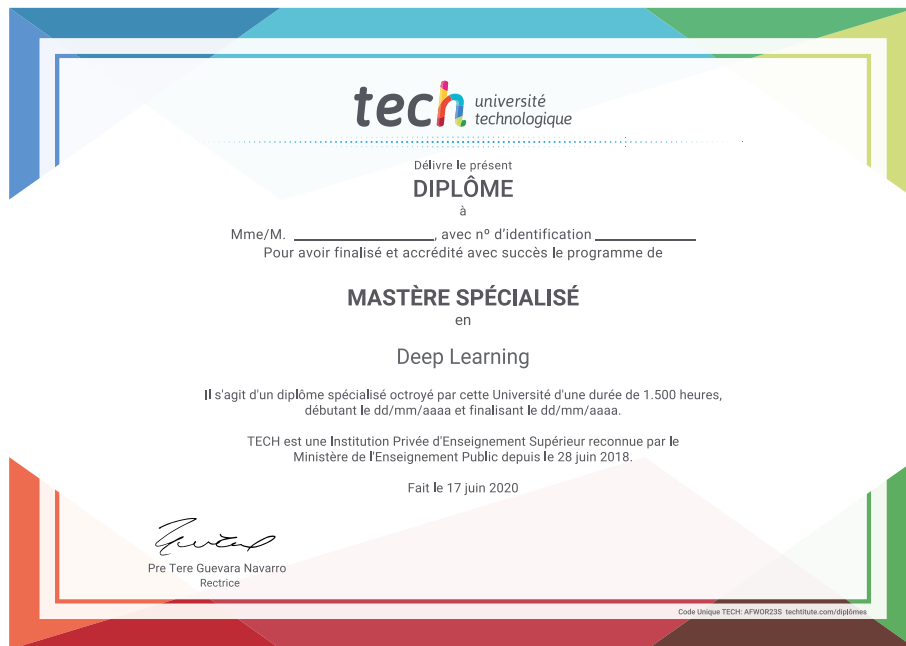 tech université
technologique
Délivre le présent
DIPLÔME
à
Mme/M. ____________________, avec nº d'identification ______________
Pour avoir finalisé et accrédité avec succès le programme de
MASTÈRE SPÉCIALISÉ
en
Deep Learning
Il s'agit d'un diplôme spécialisé octroyé par cette Université d'une durée de 1.500 heures,
débutant le dd/mm/aaaa et finalisant le dd/mm/aaaa.
TECH est une Institution Privée d'Enseignement Supérieur reconnue par le
Ministère de l'Enseignement Public depuis le 28 juin 2018.
Fait le 17 juin 2020
Pre Tere Guevara Navarro
Rectrice
Code Unique TECH: AFWOR23S techtitute.com/diplômes